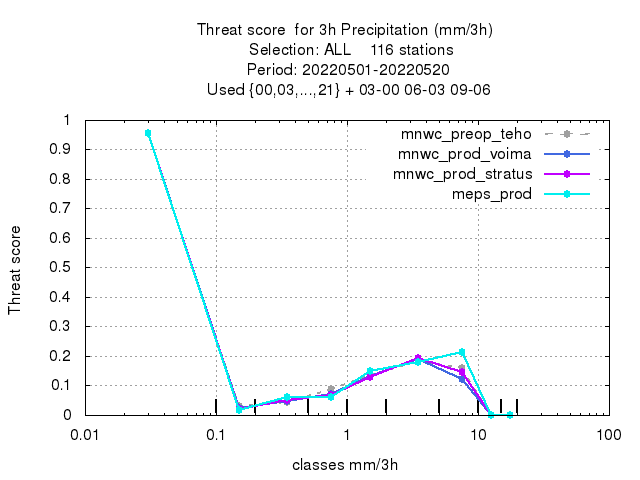 Threat score  for 3h Precipitation (mm/3h)
Selection: ALL    116 stations
Period: 20220501-20220520
Used {00,03,...,21} + 03-00 06-03 09-06
mnwc_preop_teho
mnwc_prod_voima
mnwc_prod_stratus
meps_prod
Threat score
1
0.9
0.8
0.7
0.6
0.5
0.4
0.3
0.2
0.1
0
0.01 0.1 1 10 100
classes mm/3h